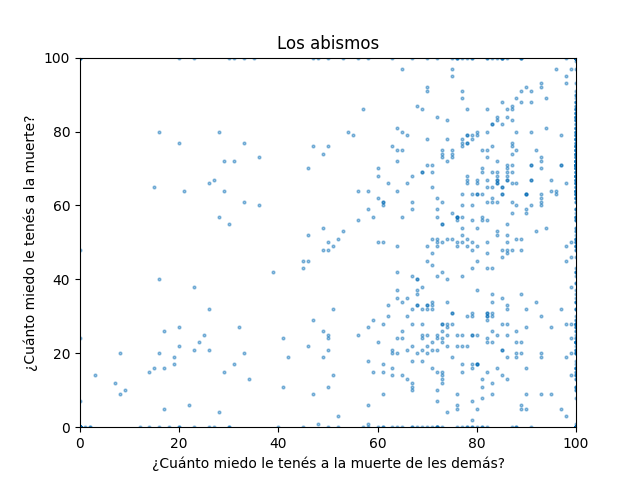 Los abismos
¿Cuánto miedo le tenés a la muerte?
100
80
60
40
20
0
0 20 40 60 80 100
¿Cuánto miedo le tenés a la muerte de les demás?